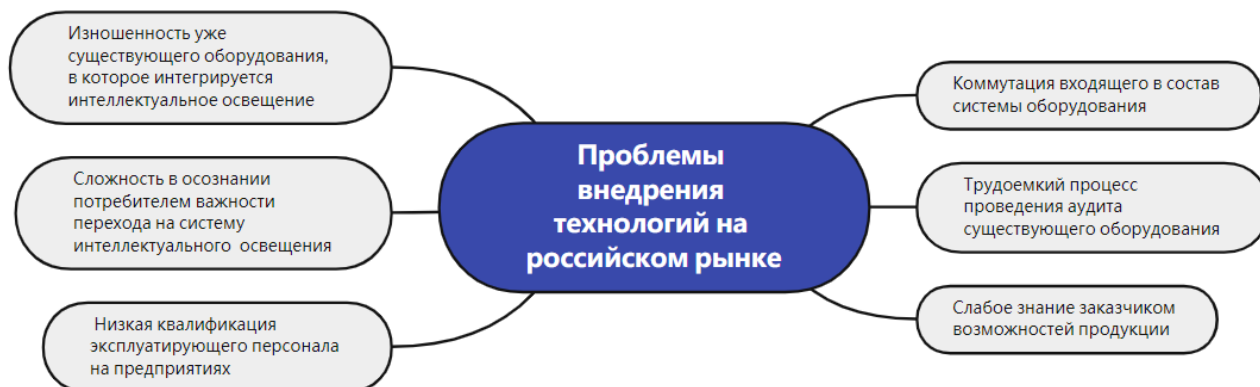 Изношенность уже
существующего оборудования,
в которое интегрируется
интеллектуальное освещение
Сложность в осознании
потребителем важности
перехода на систему
интеллектуального освещения
Низкая квалификация
эксплуатирующего персонала
на предприятиях
Проблемы
внедрения
технологий на
российском рынке
Коммутация входящего в состав
системы оборудования
Трудоемкий процесс
проведения аудита
существующего оборудования
Слабое знание заказчиком
возможностей продукции